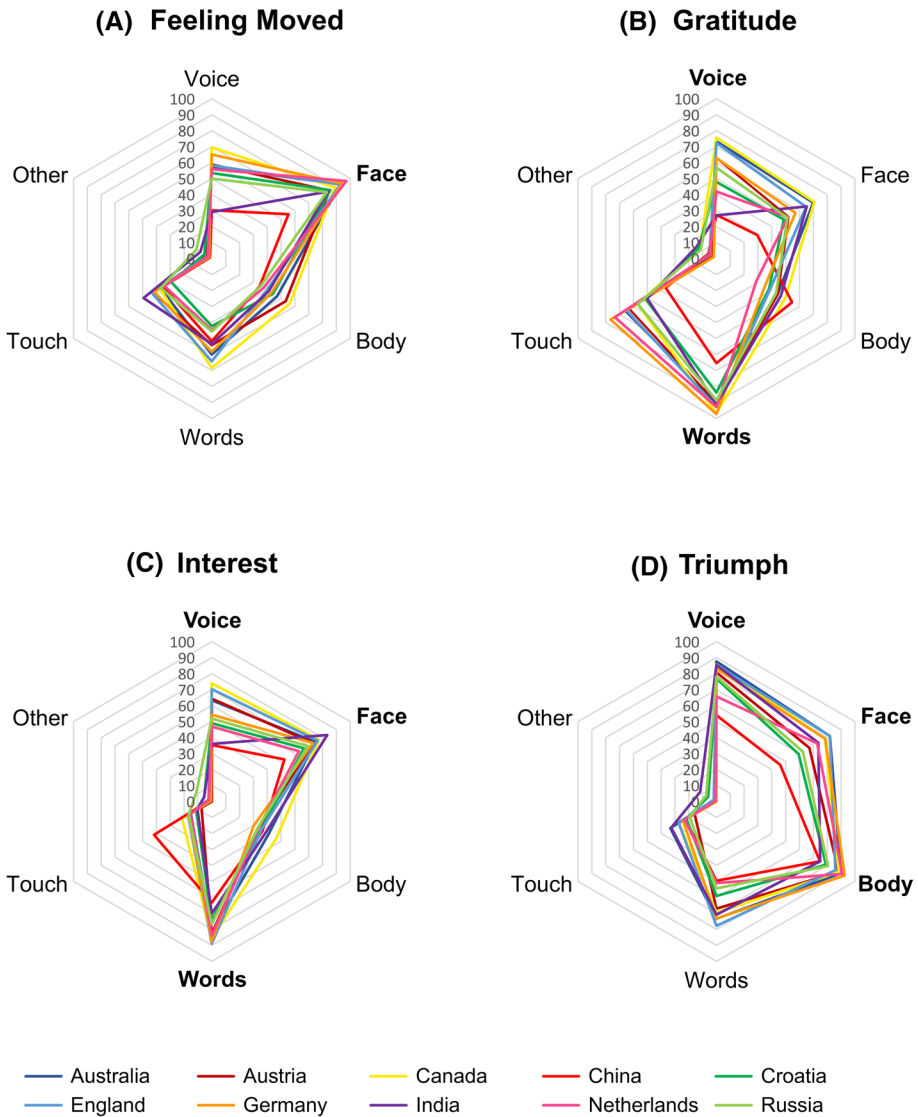 (A) Feeling Moved
Voice
100
90
80
70
60
50
40
30
20
10
0
Other
Face
Touch
Body
Words
(B) Gratitude
Voice
100
90
80
70
60
50
40
30
20
10
0
Other
Face
Touch
Body
Words
(C) Interest
Voice
100
90
80
70
60
50
40
30
20
10
0
Other
Face
Touch
Body
Words
(D) Triumph
Voice
100
90
80
70
60
50
40
30
20
10
0
Other
Face
Touch
Body
Words
Australia Austria Canada China Croatia
England Germany India Netherlands Russia